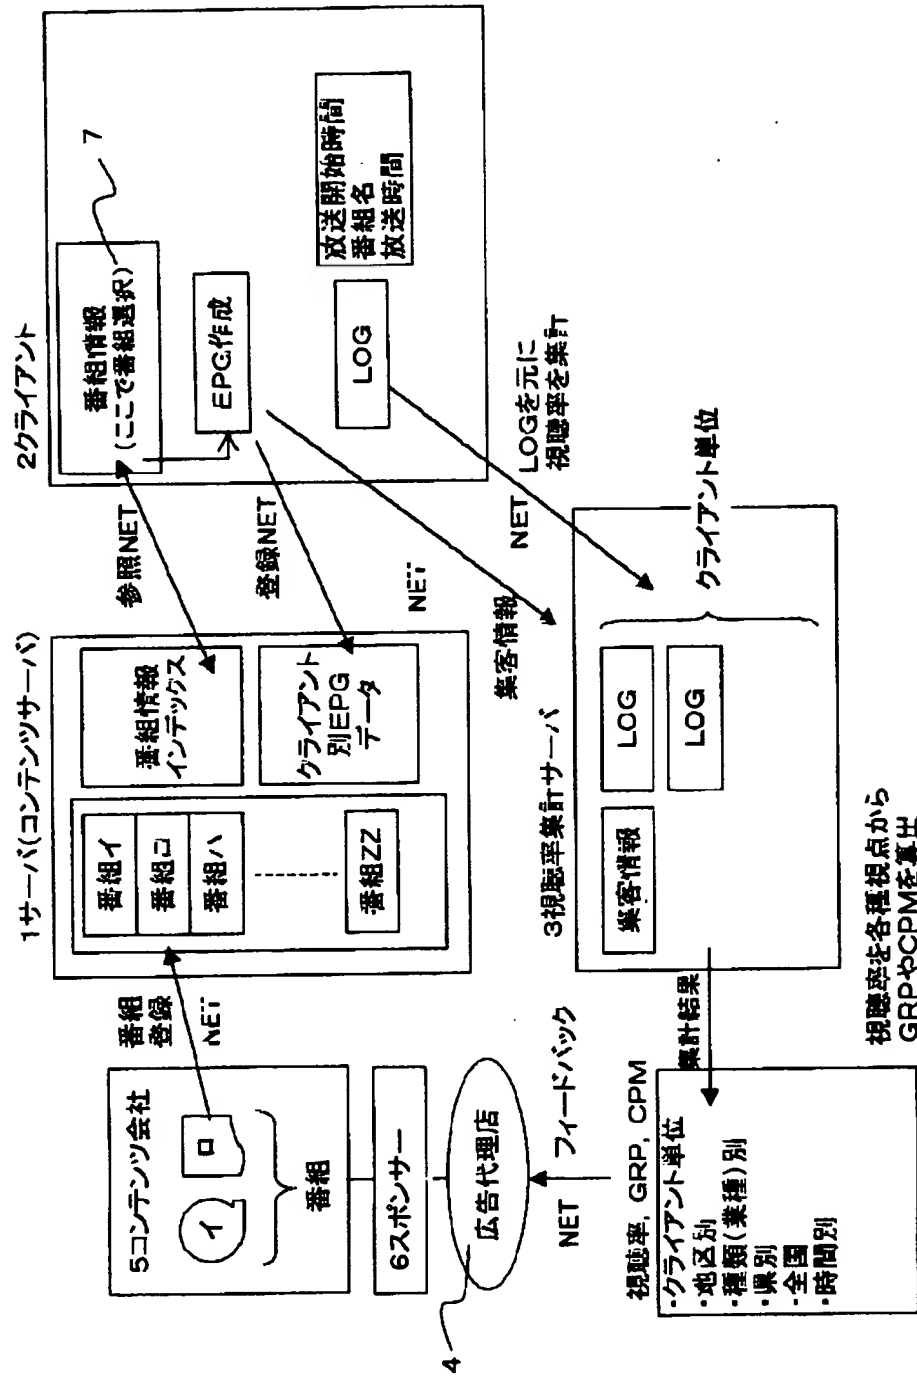 5コンテンツ会社
イ
ロ
番組
6スポンサー
広告代理店
4
番組
登録
NET
1サーバ(コンテンツサーバ)
番組イ
番組ロ
番組ハ
番組ZZ
番組情報
インデックス
クライアント
別EPG
データ
参照NET
登録NET
NET
集客情報
2クライアント
番組情報
(ここで番組選択)
7
EPG作成
LOG
放送開始時間
番組名
放送時間
NET
LOGを元に
視聴率を集計
3視聴率集計サーバ
集客情報
LOG
LOG
クライアント単位
集計結果
視聴率を各種視点から
GRPやCPMを算出
NET
フィードバック
視聴率, GRP, CPM
・クライアント単位
・地区別
・種類(業種)別
・県別
・全国
・時間別